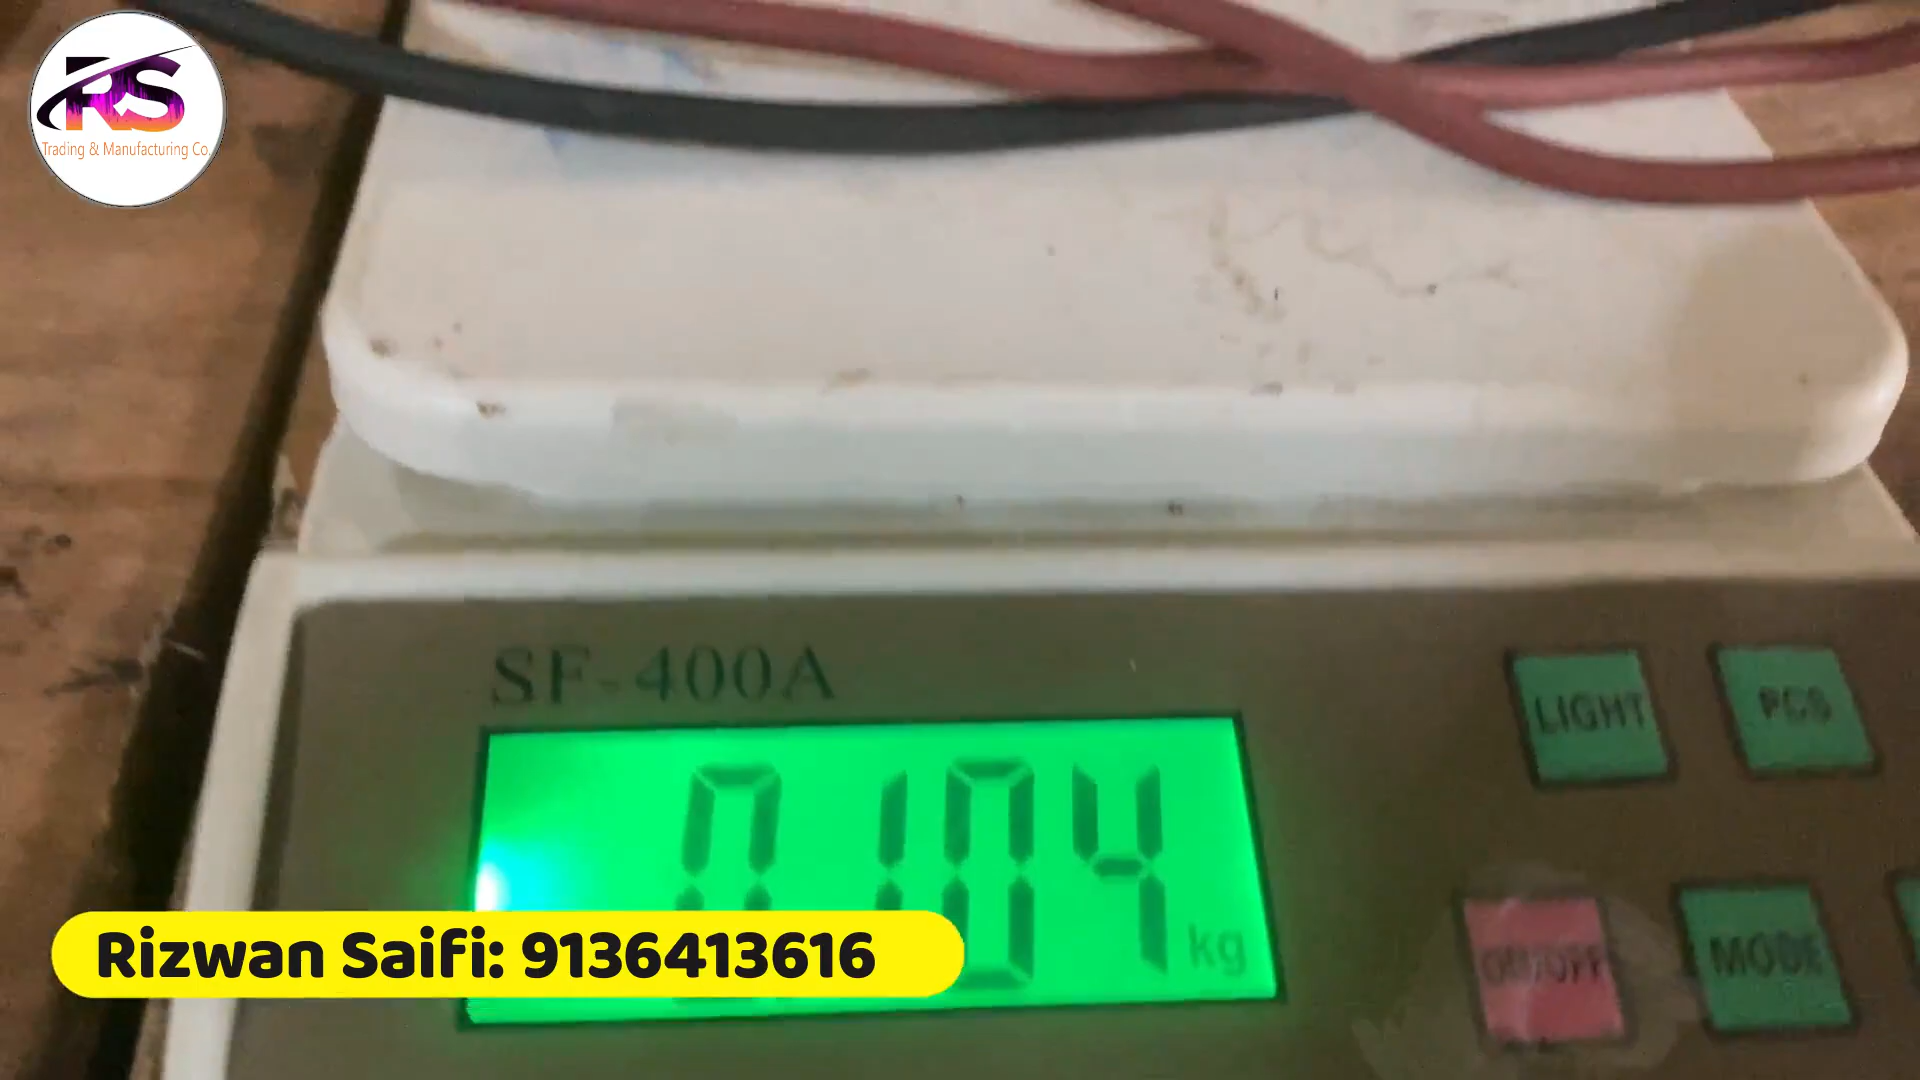 RS
Trading & Manufacturing Co.
SF-400A
LIGHT
PCS
0.104
kg
ON/OFF
MODE
Rizwan Saifi: 9136413616